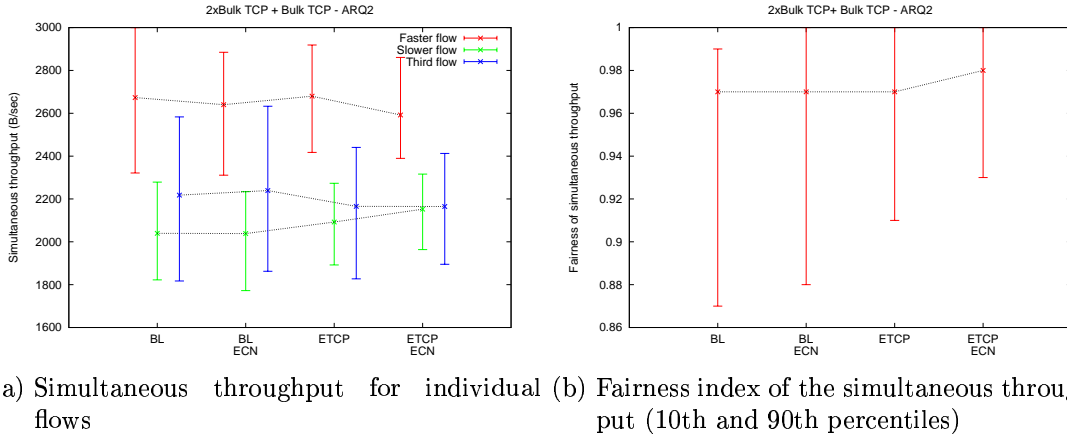 2xBulk TCP + Bulk TCP - ARQ2
3000
2800
2600
2400
2200
2000
1800
1600
Simultaneous throughput (B/sec)
Faster flow
Slower flow
Third flow
BL
BL
ECN
ETCP
ETCP
ECN
a) Simultaneous throughput for individual
flows
2xBulk TCP+ Bulk TCP - ARQ2
1
0.98
0.96
0.94
0.92
0.9
0.88
0.86
Fairness of simultaneous throughput
BL
BL
ECN
ETCP
ETCP
ECN
(b) Fairness index of the simultaneous throug
put (10th and 90th percentiles)